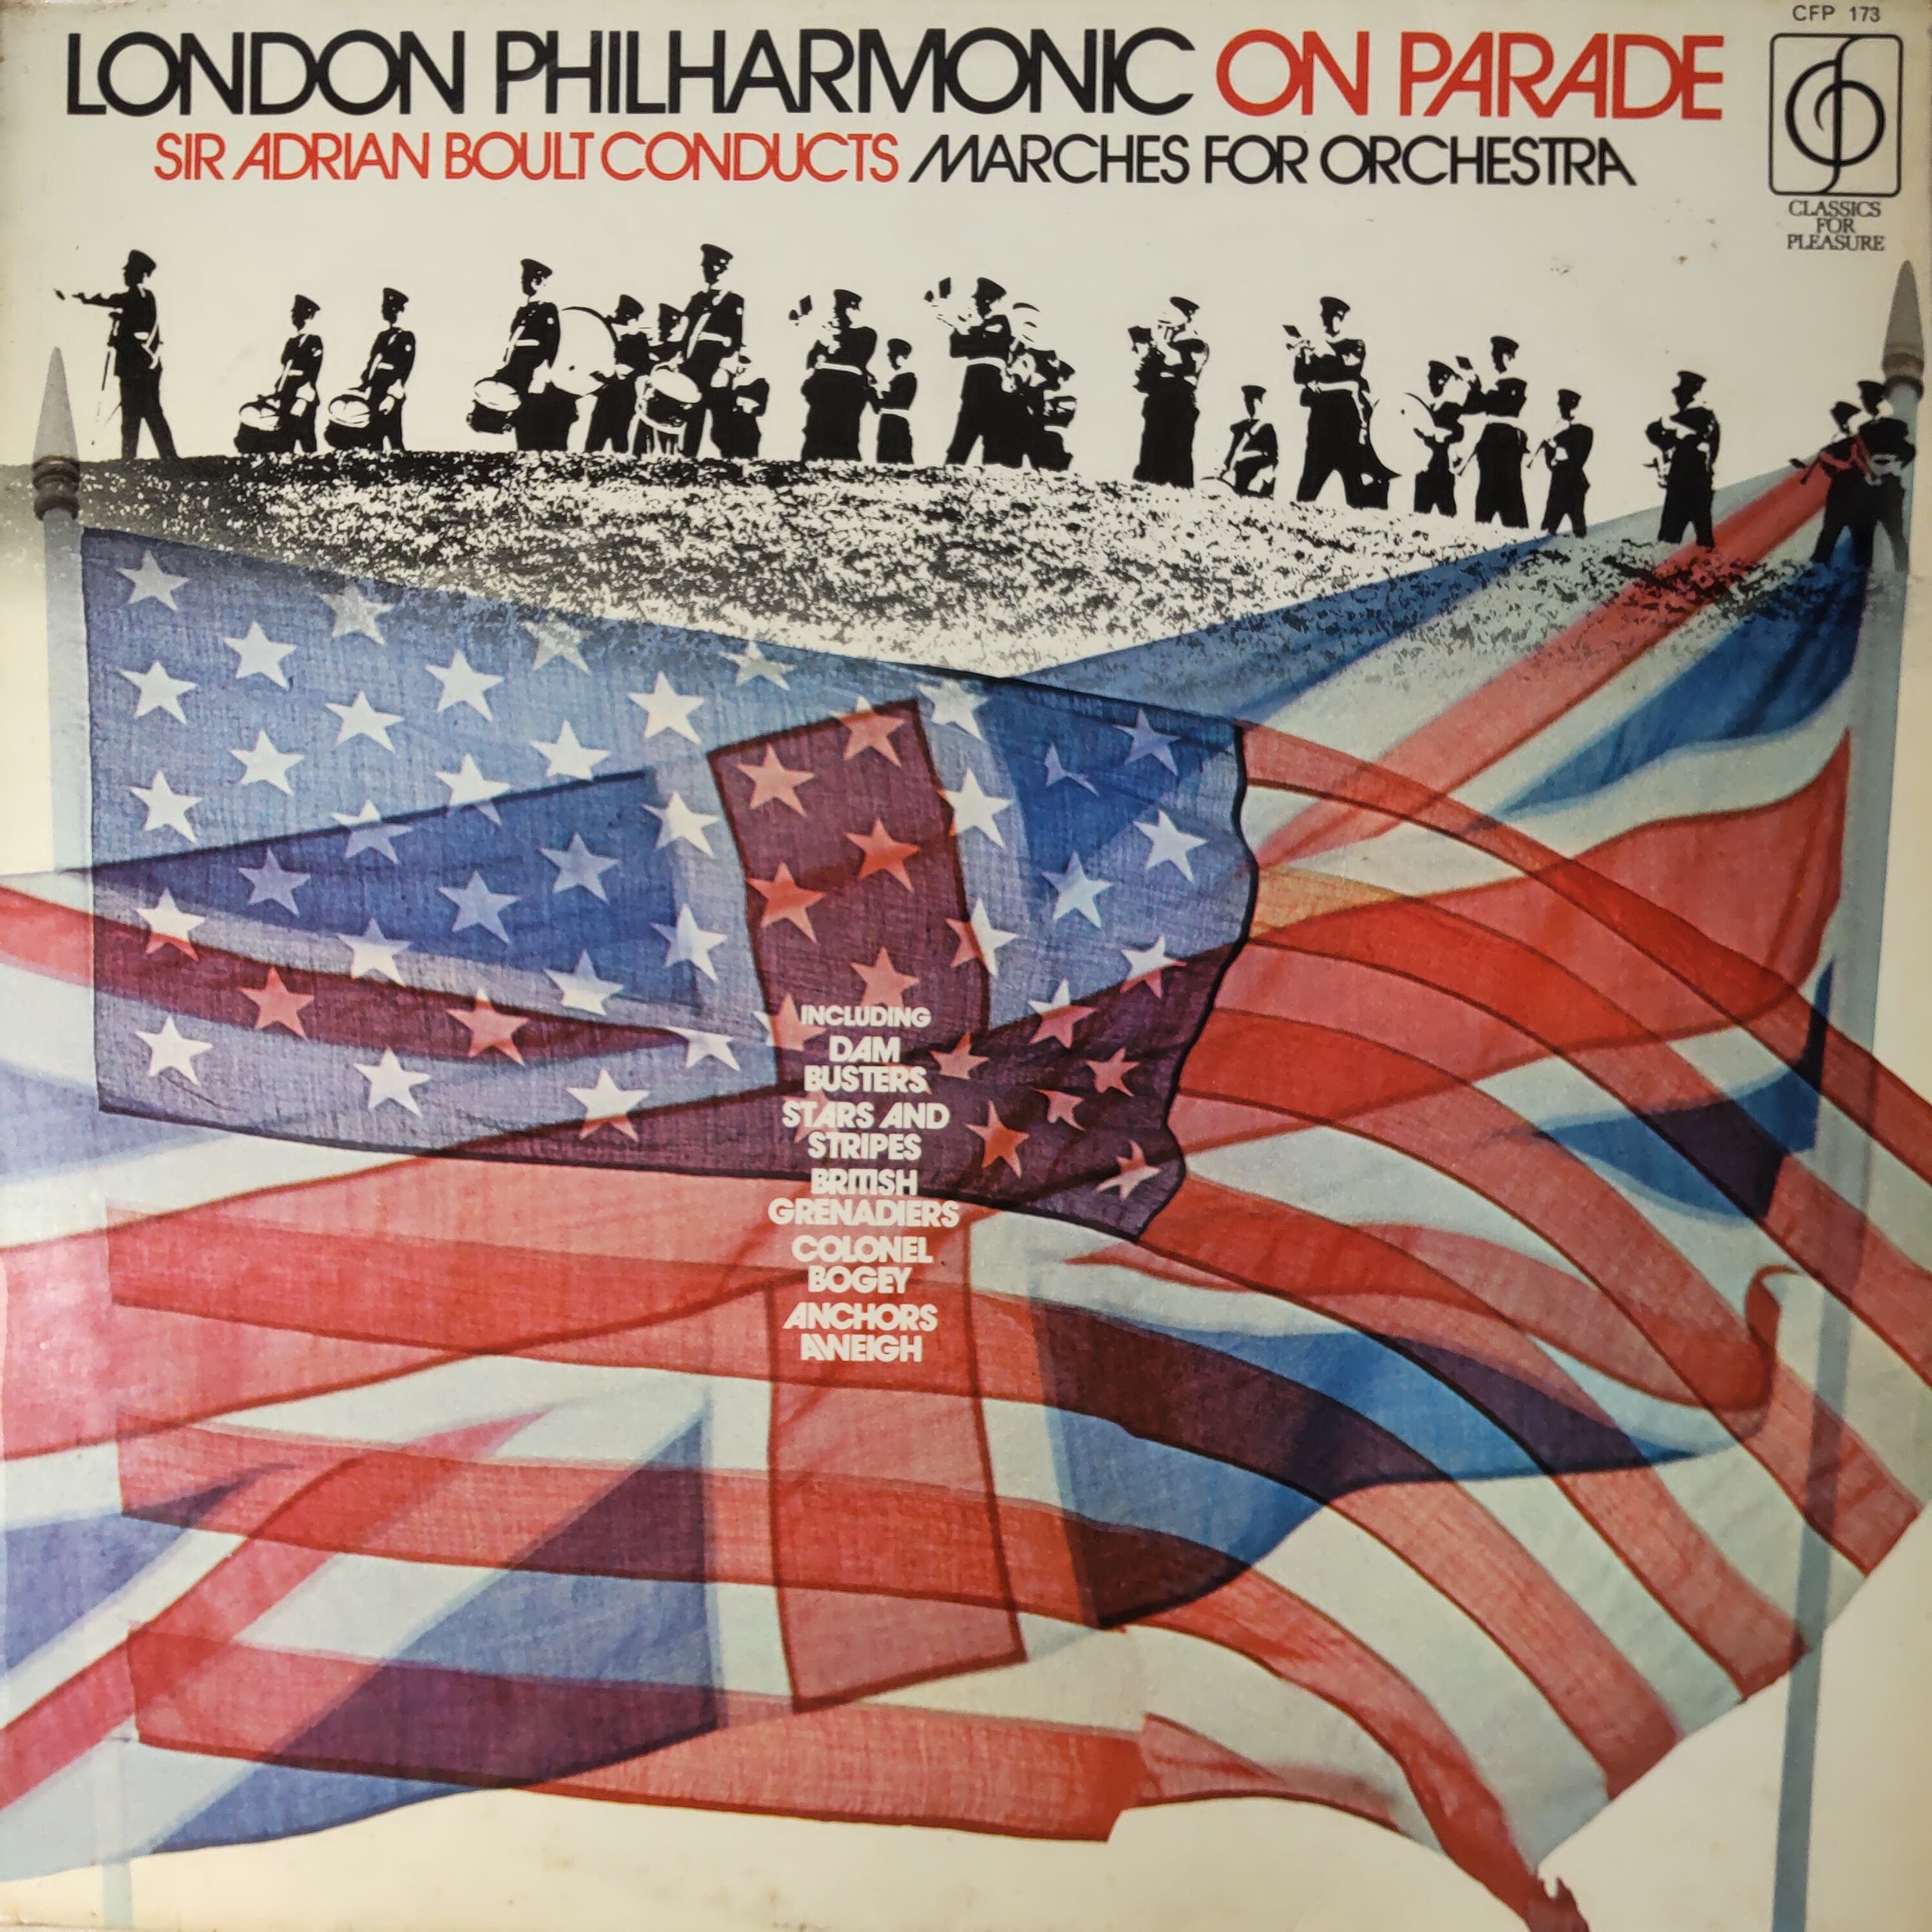 CFP 173
LONDON PHILHARMONIC ON PARADE
SIR ADRIAN BOULT CONDUCTS MARCHES FOR ORCHESTRA
CLASSICS
FOR
PLEASURE
INCLUDING
DAM
BUSTERS
STARS AND
STRIPES
BRITISH
GRENADIERS
COLONEL
BOGEY
ANCHORS
AWEIGH